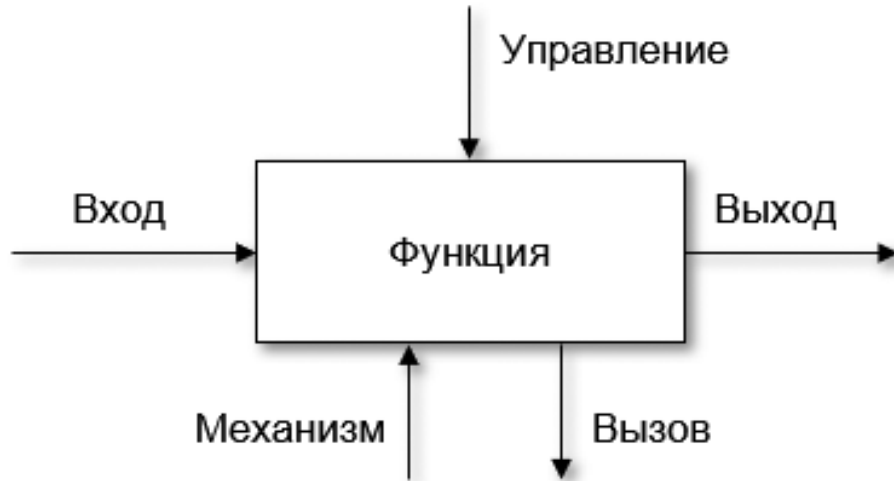 Управление
Вход
Функция
Выход
Механизм
Вызов